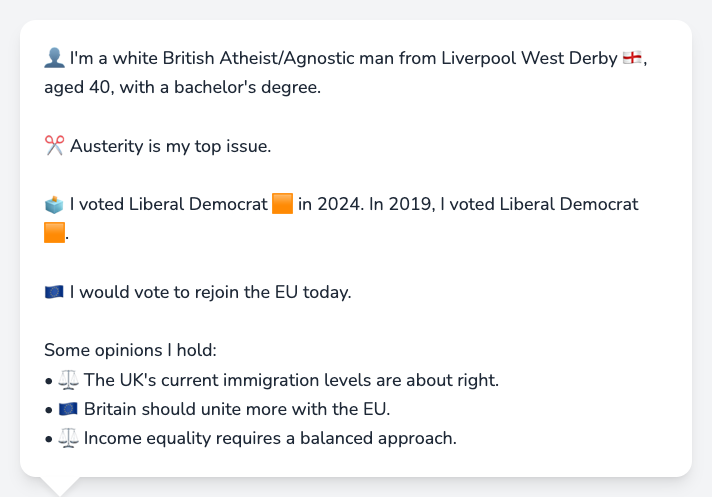 👤 I'm a white British Atheist/Agnostic man from Liverpool West Derby 🏴󠁧󠁢󠁥󠁮󠁧󠁿,
aged 40, with a bachelor's degree.
✂️ Austerity is my top issue.
🗳️ I voted Liberal Democrat 🟧 in 2024. In 2019, I voted Liberal Democrat
🟧.
🇪🇺 I would vote to rejoin the EU today.
Some opinions I hold:
• ⚖️ The UK's current immigration levels are about right.
• 🇪🇺 Britain should unite more with the EU.
• ⚖️ Income equality requires a balanced approach.